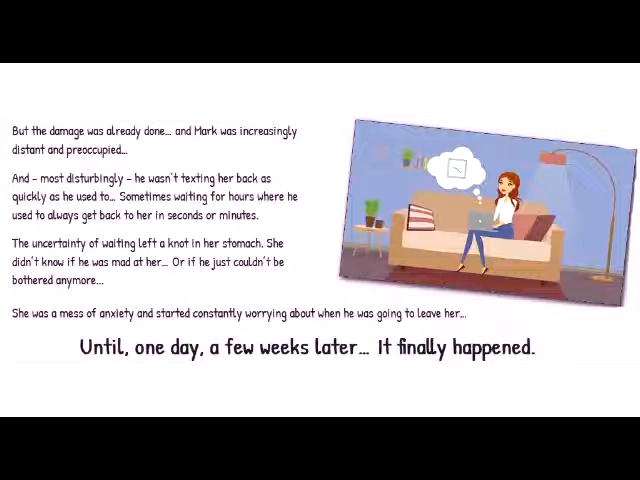 But the damage was already done... and Mark was increasingly
distant and preoccupied...
And - most disturbingly - he wasn't texting her back as
quickly as he used to... Sometimes waiting for hours where he
used to always get back to her in seconds or minutes.
The uncertainty of waiting left a knot in her stomach. She
didn't know if he was mad at her... Or if he just couldn't be
bothered anymore...
She was a mess of anxiety and started constantly worrying about when he was going to leave her...
Until, one day, a few weeks later... It finally happened.